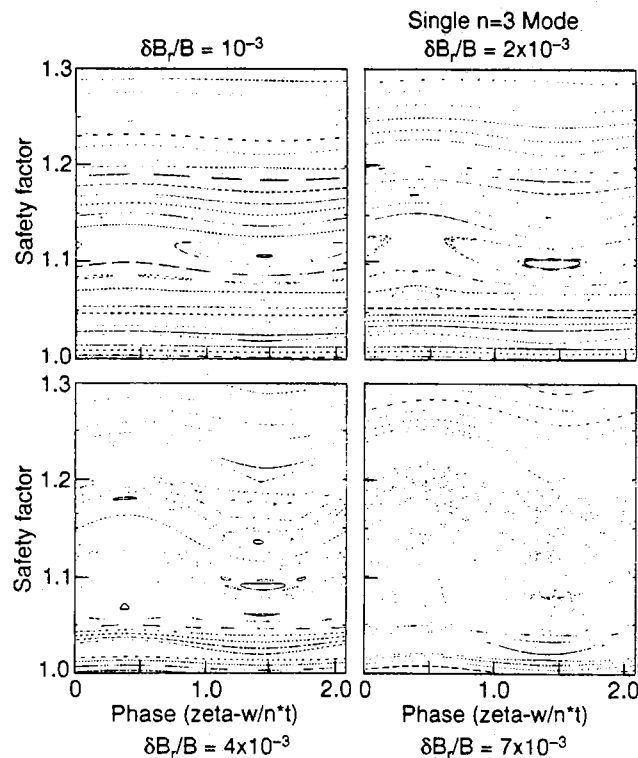 Single n=3 Mode
δB_r/B = 10⁻³
δB_r/B = 2x10⁻³
1.3
1.2
1.1
1.0
Safety factor
1.3
1.2
1.1
1.0
Safety factor
0 1.0 2.0
0 1.0 2.0
Phase (zeta-w/n*t)
Phase (zeta-w/n*t)
δB_r/B = 4x10⁻³
δB_r/B = 7x10⁻³